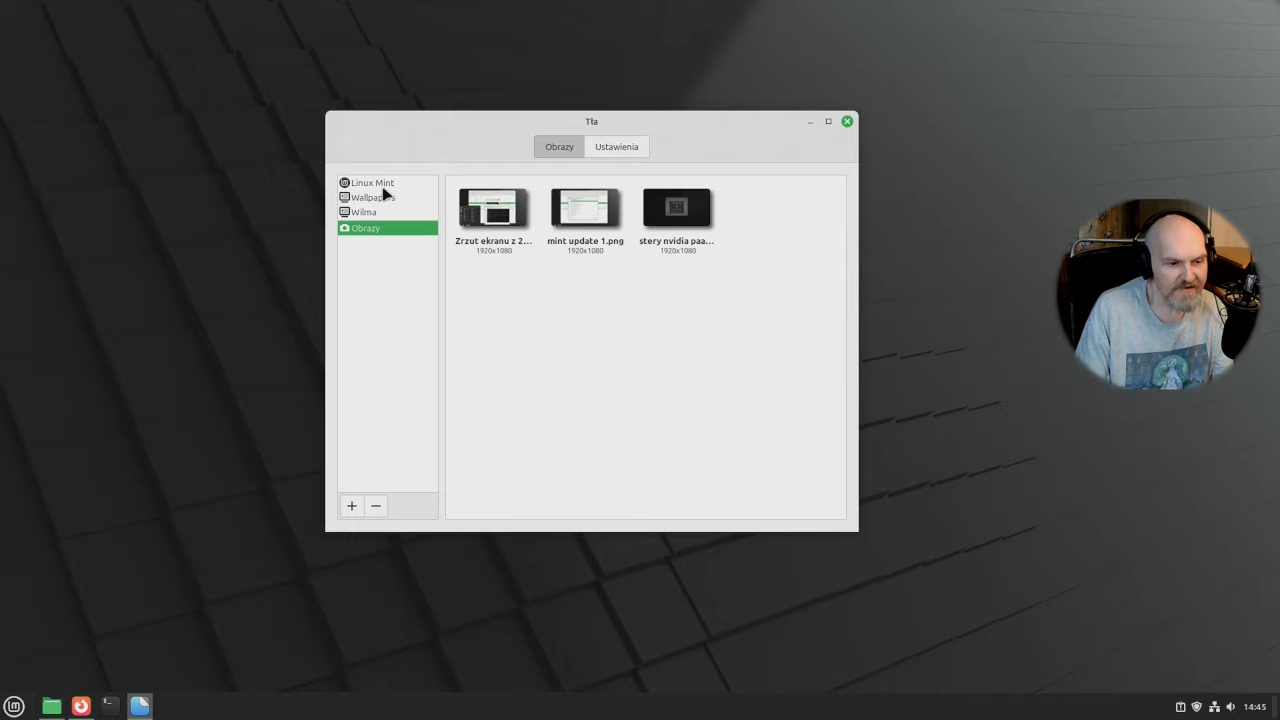 Tła
Obrazy Ustawienia
Linux Mint
Wallpapers
Wilma
Obrazy
Zrzut ekranu z 2... mint update 1.png stery nvidia paa...
1920x1080 1920x1080 1920x1080
14:45